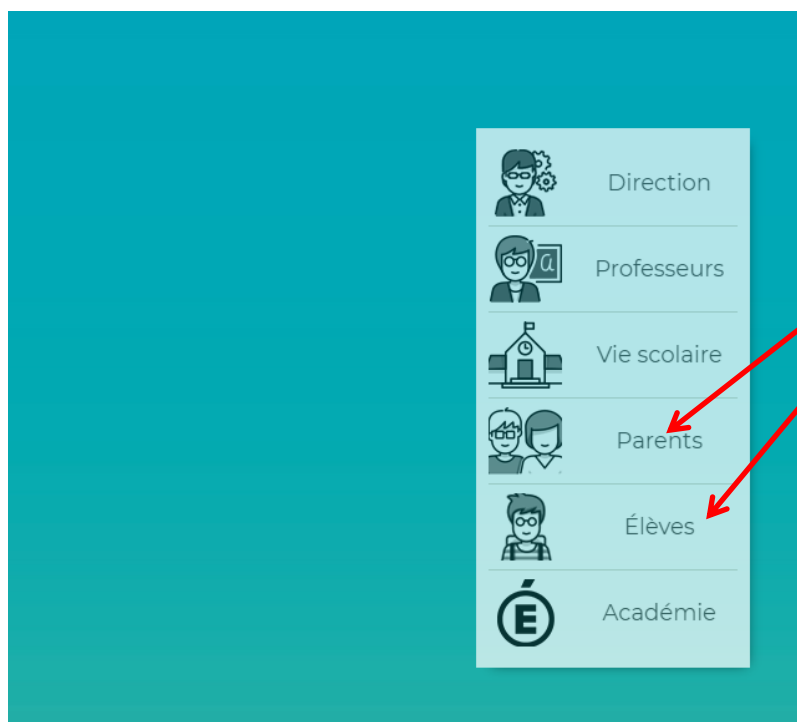 Direction
a Professeurs
Vie scolaire
Parents
Élèves
É Académie